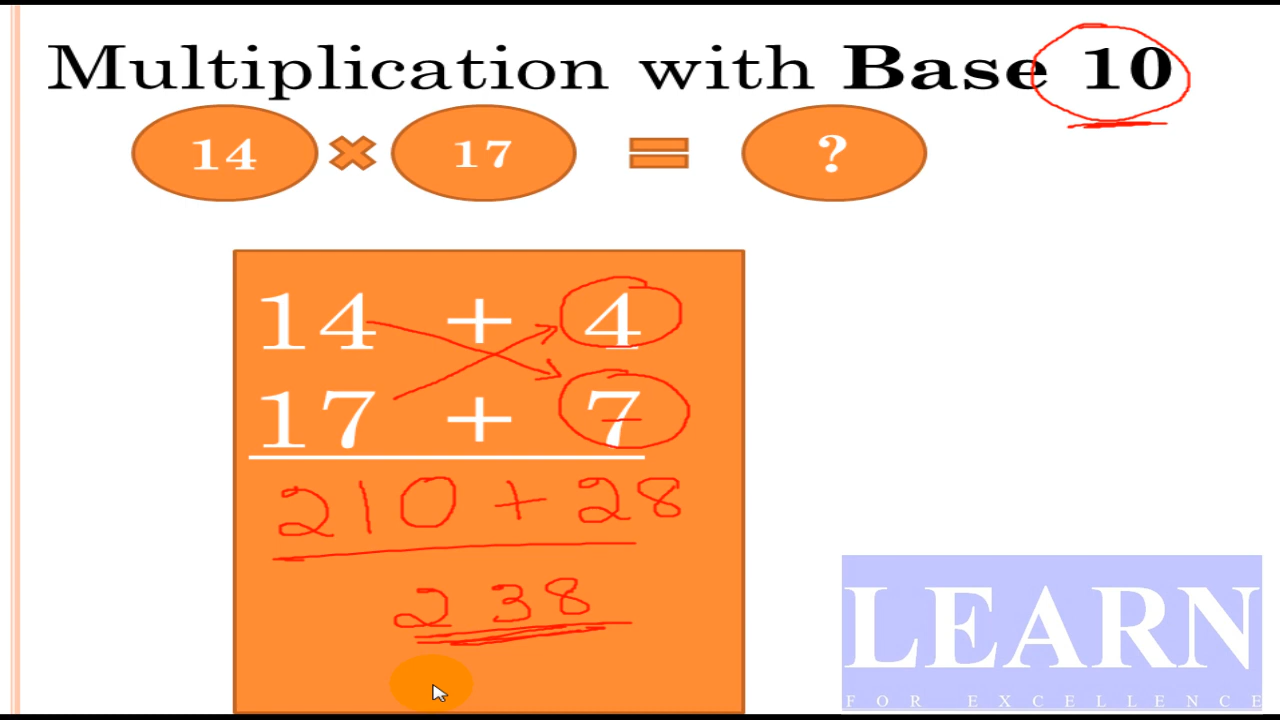 Multiplication with Base 10
14 × 17 = ?
14 + 4
17 + 7
210 + 28
238
LEARN
FOR EXCELLENCE